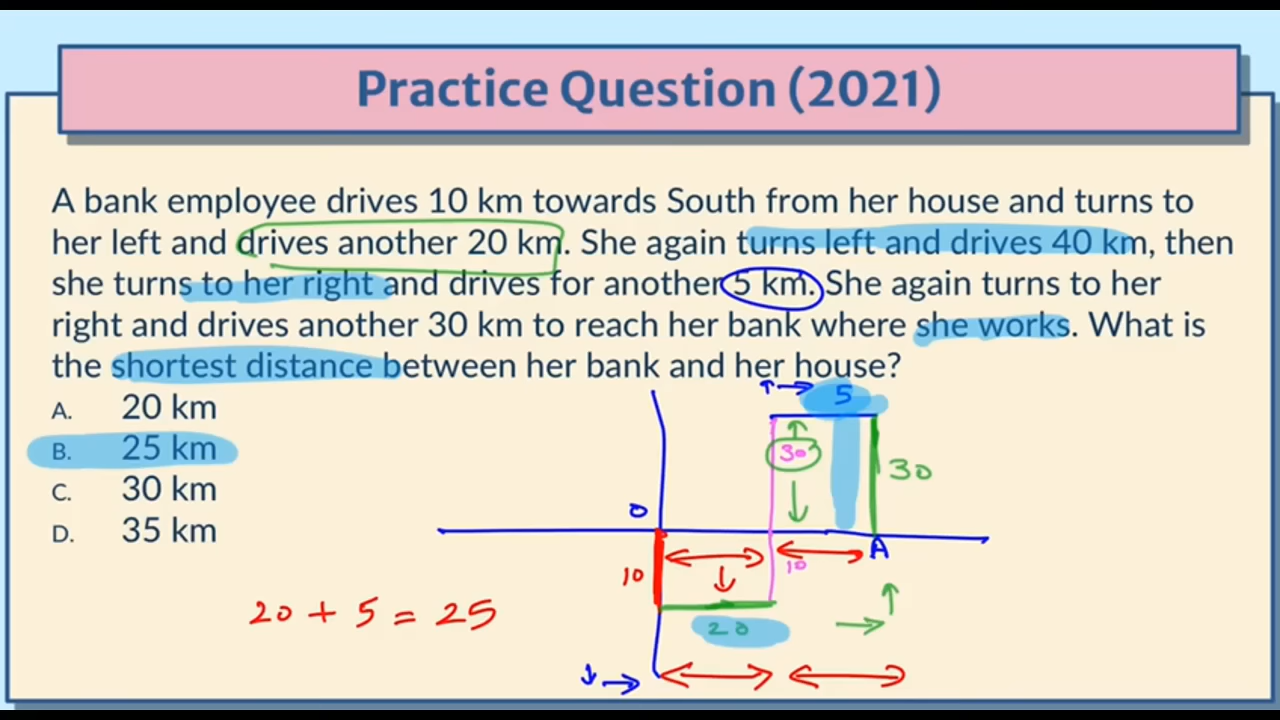 Practice Question (2021)
A bank employee drives 10 km towards South from her house and turns to
her left and drives another 20 km. She again turns left and drives 40 km, then
she turns to her right and drives for another 5 km. She again turns to her
right and drives another 30 km to reach her bank where she works. What is
the shortest distance between her bank and her house?
A. 20 km
B. 25 km
C. 30 km
D. 35 km
5
30
30
O
A
10
10
20
20 + 5 = 25